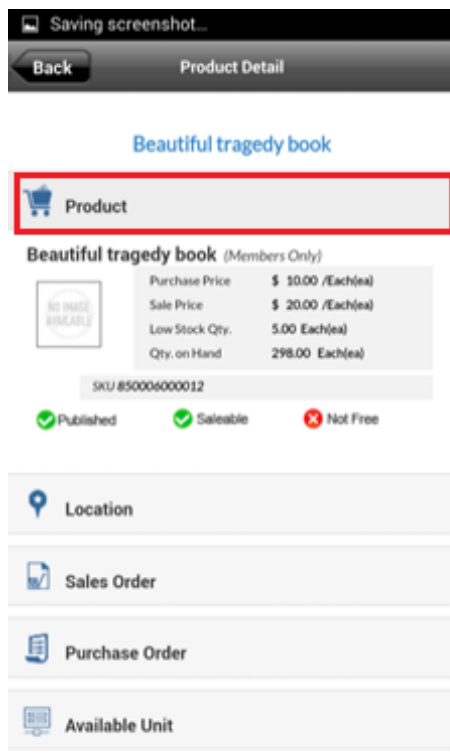 Saving screenshot...
Back Product Detail
Beautiful tragedy book
Product
Beautiful tragedy book (Members Only)
NO IMAGE AVAILABLE
Purchase Price $ 10.00 /Each(ea)
Sale Price $ 20.00 /Each(ea)
Low Stock Qty. 5.00 Each(ea)
Qty. on Hand 298.00 Each(ea)
SKU 850006000012
Published Saleable Not Free
Location
Sales Order
Purchase Order
Available Unit